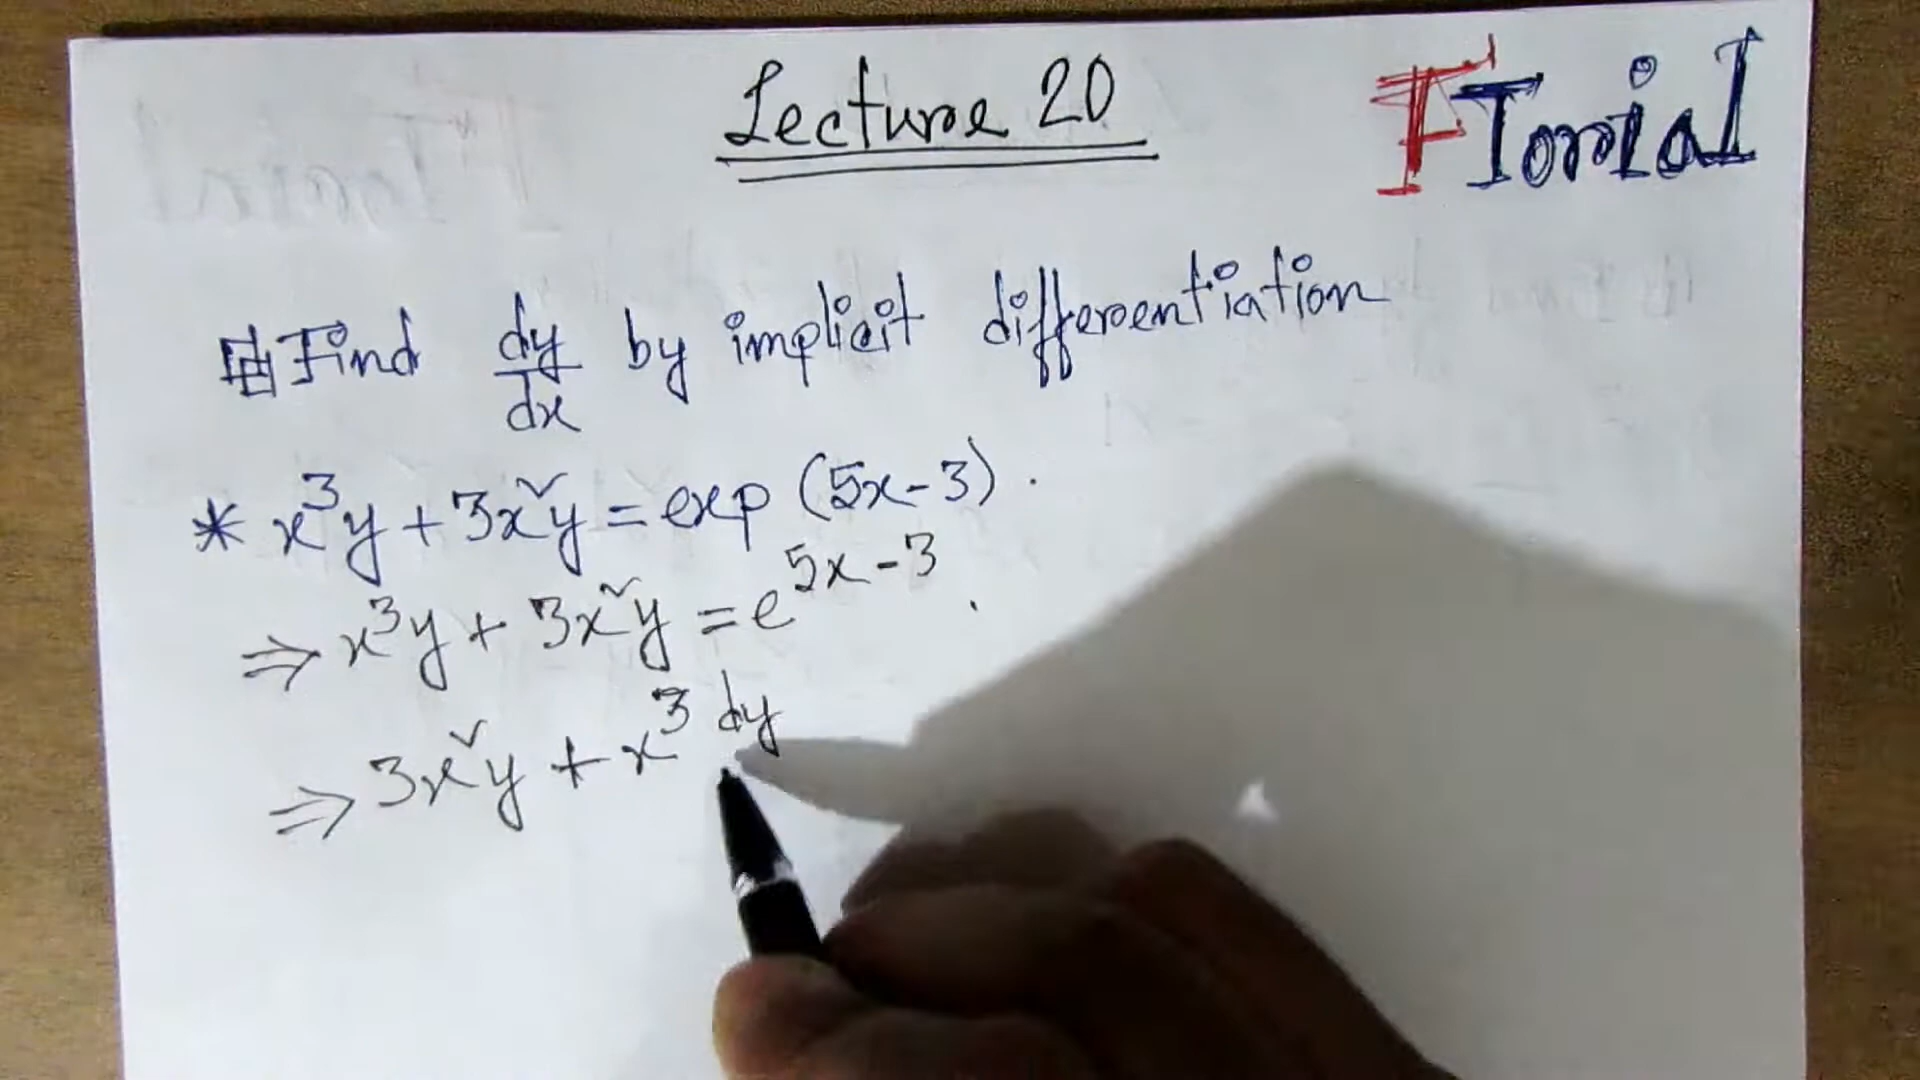 Lecture 20
FTorial
Find dy/dx by implicit differentiation
* x³y + 3x²y = exp (5x-3).
⇒ x³y + 3x²y = e^5x-3.
⇒ 3x²y + x³ dy